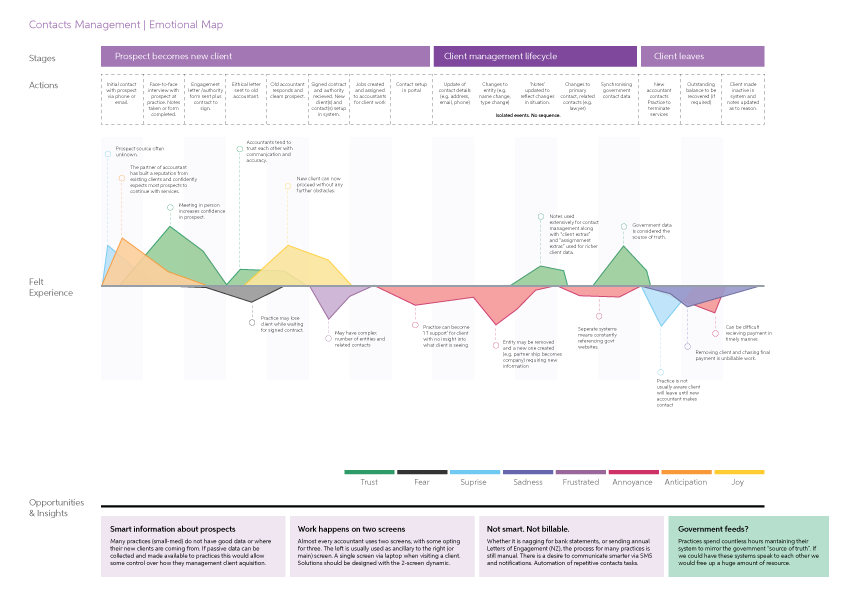 Contacts Management | Emotional Map
Stages
Prospect becomes new client
Client management lifecycle
Client leaves
Actions
Initial contact
with prospect
via phone or
email.
Face-to-face
interview with
prospect at
practice. Notes
taken or form
completed.
Engagement
letter /authority
form sent plus
contract to
sign.
Ethical letter
sent to old
accountant.
Old accountant
responds and
clears prospect.
Signed contract
and authority
recieved. New
client(s) and
contact(s) setup
in system.
Jobs created
and assigned
to accountants
for client work.
Contact setup
in portal.
Update of
contact details
(e.g. address,
email, phone)
Changes to
entity (e.g.
name change,
type change)
'Notes'
updated to
reflect changes
in situation.
Changes to
primary
contact, related
contacts (e.g.
lawyer)
Synchronising
government
contact data.
New
accountant
contacts
Practice to
terminate
services
Outstanding
balance to be
recovered (if
required)
Client made
inactive in
system and
notes updated
as to reason.
Isolated events. No sequence.
Felt
Experience
Prospect source often
unknown.
The partner of accountant
has built a reputation from
existing clients and confidently
expects most prospects to
continue with services.
Meeting in person
increases confidence
in prospect.
Accountants tend to
trust each other with
communication and
accuracy.
New client can now
proceed without any
further obstacles.
Notes used
extensively for contact
management along
with "client extras"
and "assignment
extras" used for richer
client data.
Government data
is considered the
source of truth.
Practice may lose
client while waiting
for signed contract.
May have complex
number of entities and
related contacts
Practice can become
'IT support' for client
with no insight into
what client is seeing
Entity may be removed
and a new one created
(e.g. partner ship becomes
company) requiring new
information
Seperate systems
means constantly
referencing govt
websites
Can be difficult
recieving payment in
timely manner.
Removing client and chasing final
payment is unbillable work.
Practice is not
usually aware client
will leave until new
accountant makes
contact
Trust
Fear
Suprise
Sadness
Frustrated
Annoyance
Anticipation
Joy
Opportunities
& Insights
Smart information about prospects
Many practices (small-med) do not have good data or where
their new clients are coming from. If passive data can be
collected and made available to practices this would allow
some control over how they management client aquisition.
Work happens on two screens
Almost every accountant uses two screens, with some opting
for three. The left is usually used as ancillary to the right (or
main) screen. A single screen via laptop when visiting a client.
Solutions should be designed with the 2-screen dynamic.
Not smart. Not billable.
Whether it is nagging for bank statements, or sending annual
Letters of Engagement (NZ), the process for many practices is
still manual. There is a desire to communicate smarter via SMS
and notifications. Automation of repetitive contacts tasks.
Government feeds?
Practices spend countless hours mantaining their
system to mirror the government "source of truth". If
we could have these systems speak to each other we
would free up a huge amount of resource.